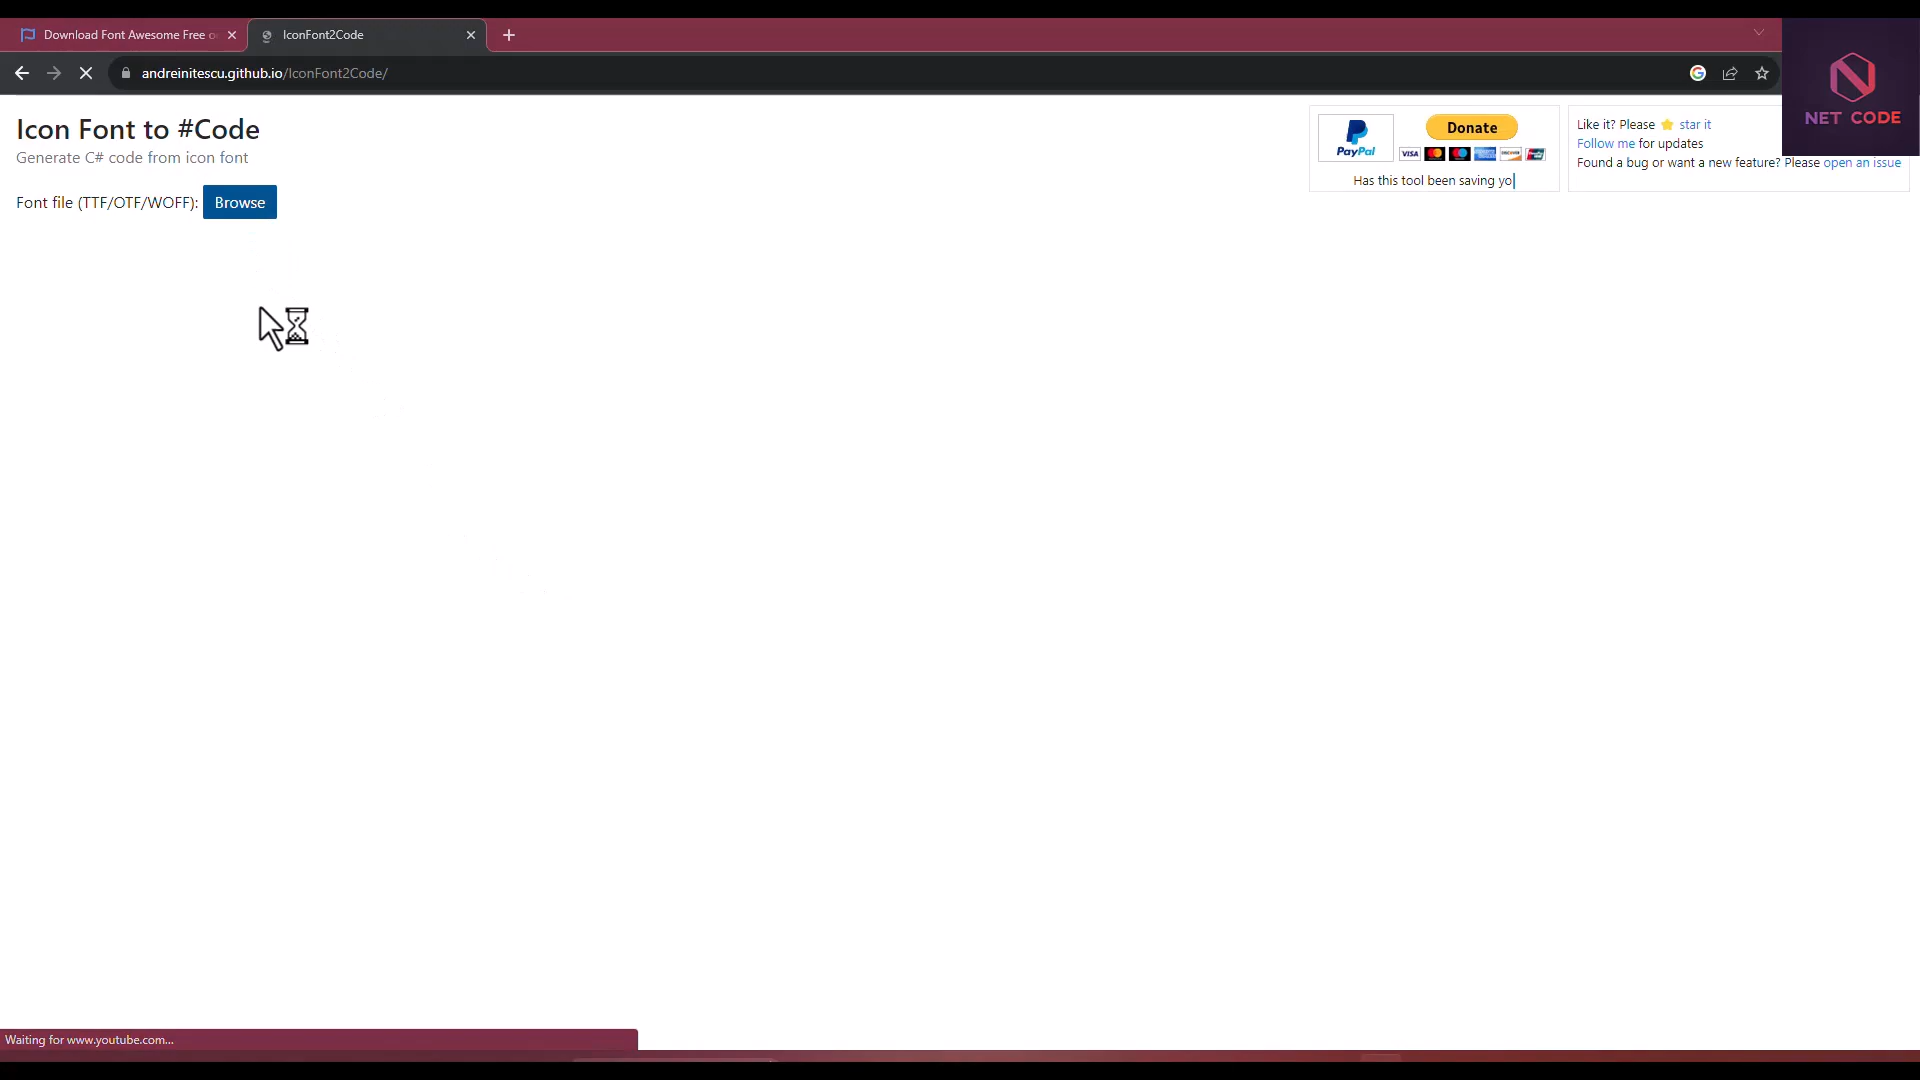 Download Font Awesome Free o
IconFont2Code
andreinitescu.github.io/IconFont2Code/
NET CODE
Icon Font to #Code
Generate C# code from icon font
Font file (TTF/OTF/WOFF): Browse
PayPal
Donate
VISA
DISCOVER
Has this tool been saving yo
Like it? Please ⭐ star it
Follow me for updates
Found a bug or want a new feature? Please open an issue
Waiting for www.youtube.com...